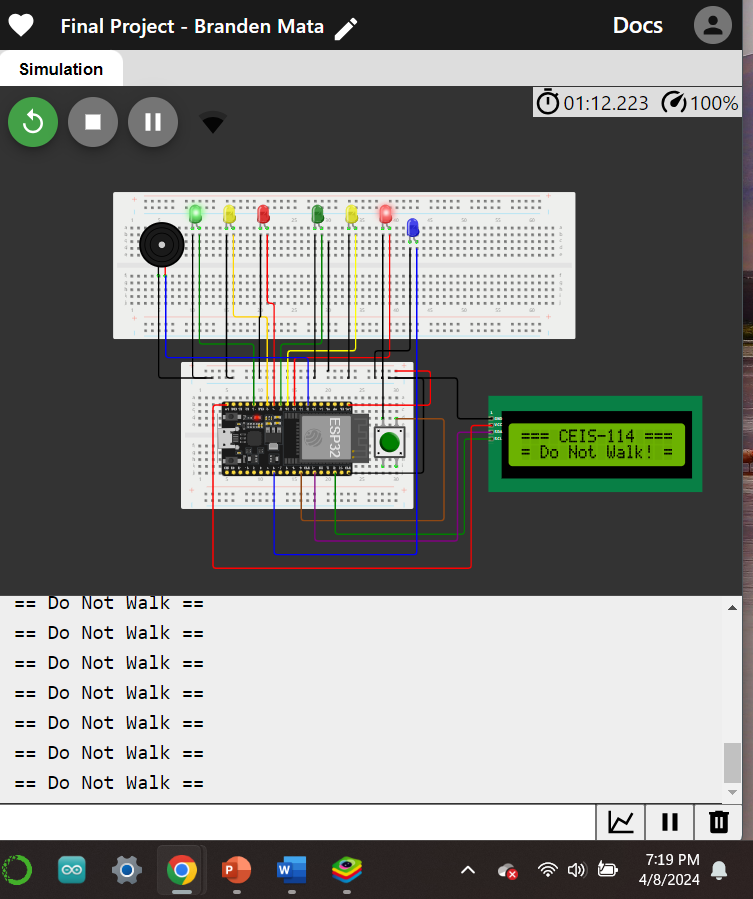 Final Project - Branden Mata
Docs
Simulation
01:12.223
100%
ESP32
=== CEIS-114 ===
= Do Not Walk! =
== Do Not Walk ==
== Do Not Walk ==
== Do Not Walk ==
== Do Not Walk ==
== Do Not Walk ==
== Do Not Walk ==
== Do Not Walk ==
7:19 PM
4/8/2024